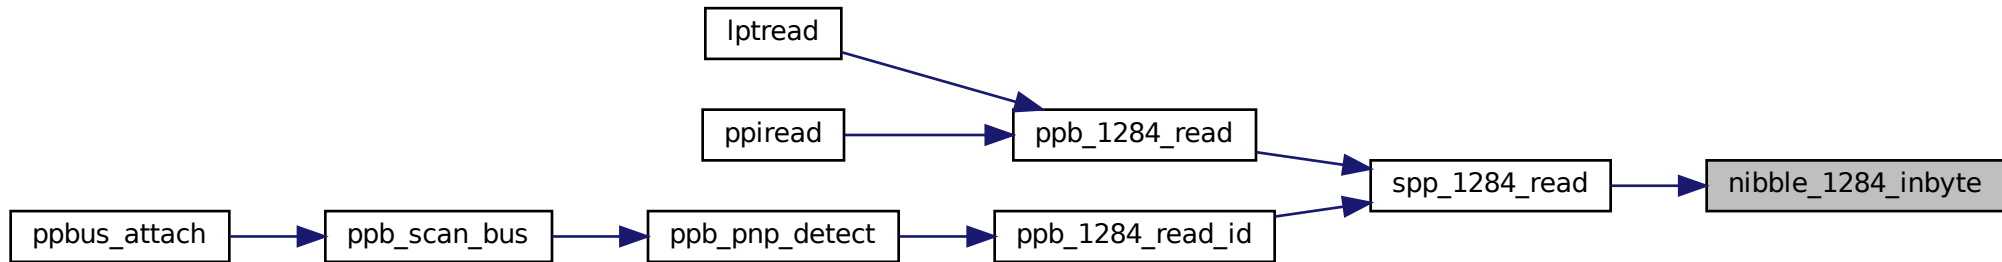 lptread
ppiread
ppb_1284_read
spp_1284_read
nibble_1284_inbyte
ppbus_attach
ppb_scan_bus
ppb_pnp_detect
ppb_1284_read_id